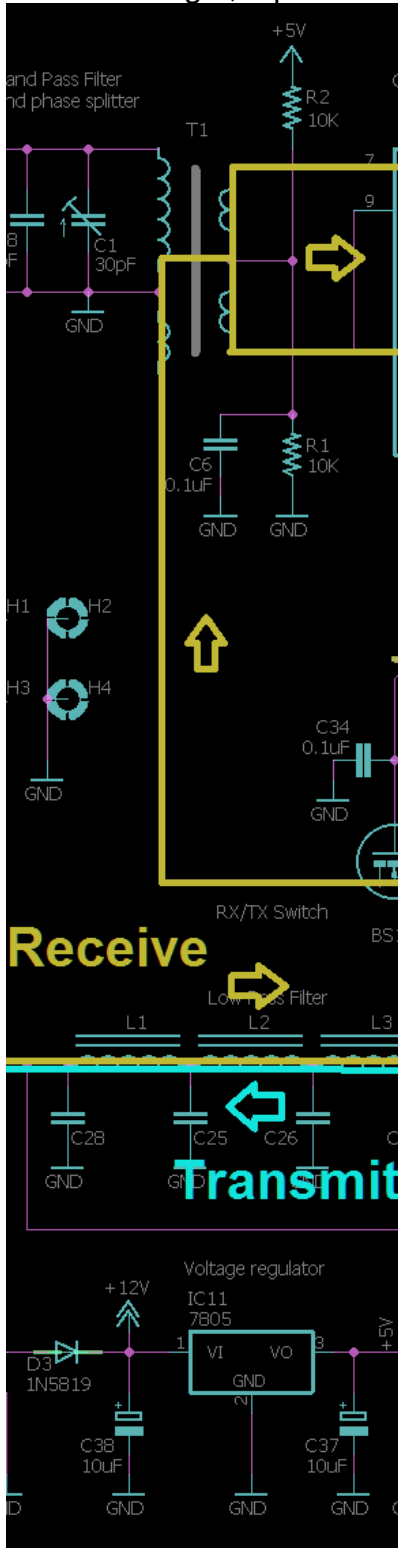 +5V
and Pass Filter
nd phase splitter
R2
10K
T1
7
9
8
F
1
C1
30pF
GND
R1
10K
C6
0.1uF
GND
GND
H1
H2
H3
H4
GND
C34
0.1uF
GND
RX/TX Switch
BS1
Receive
Low Pass Filter
L1
L2
L3
C28
C25
C26
C
GND
GND
Transmit
Voltage regulator
+12V
IC11
7805
1
VI
VO
3
+5V
GND
2
D3
1N5819
C38
10uF
C37
10uF
D
GND
GND
GND